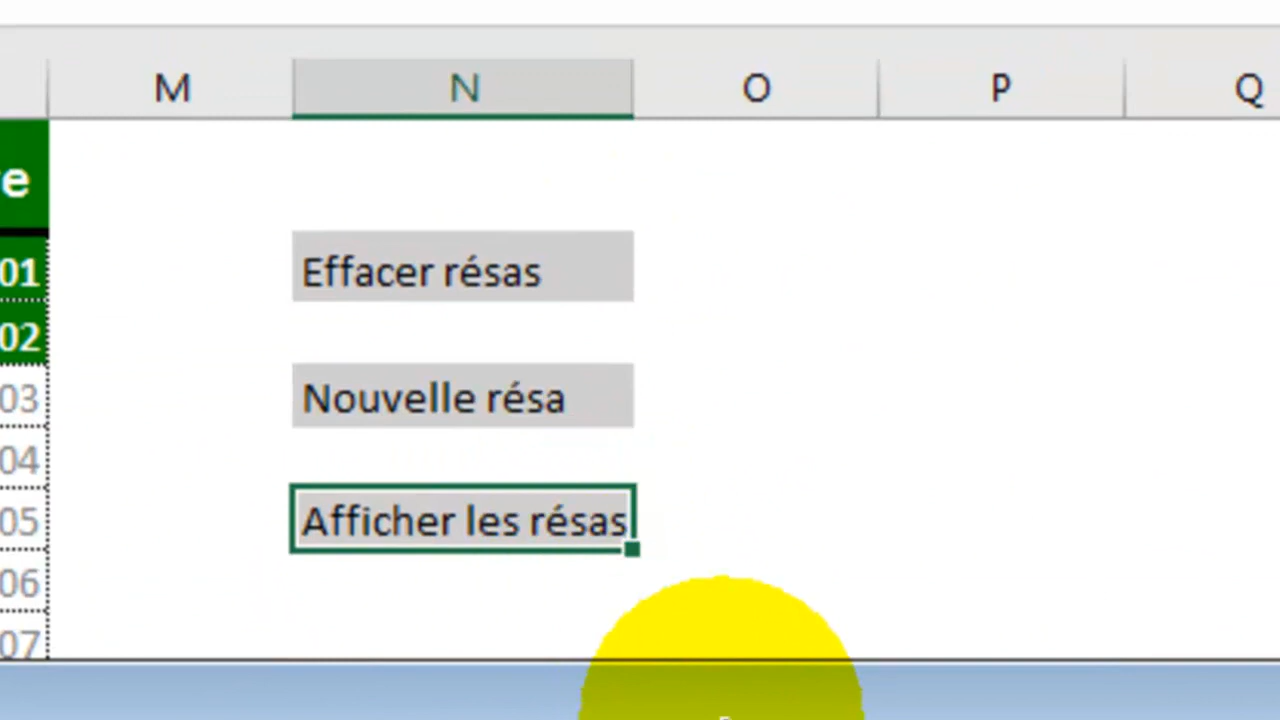 M N O P Q
e
01 Effacer résas
02
03 Nouvelle résa
04
05 Afficher les résas
06
07